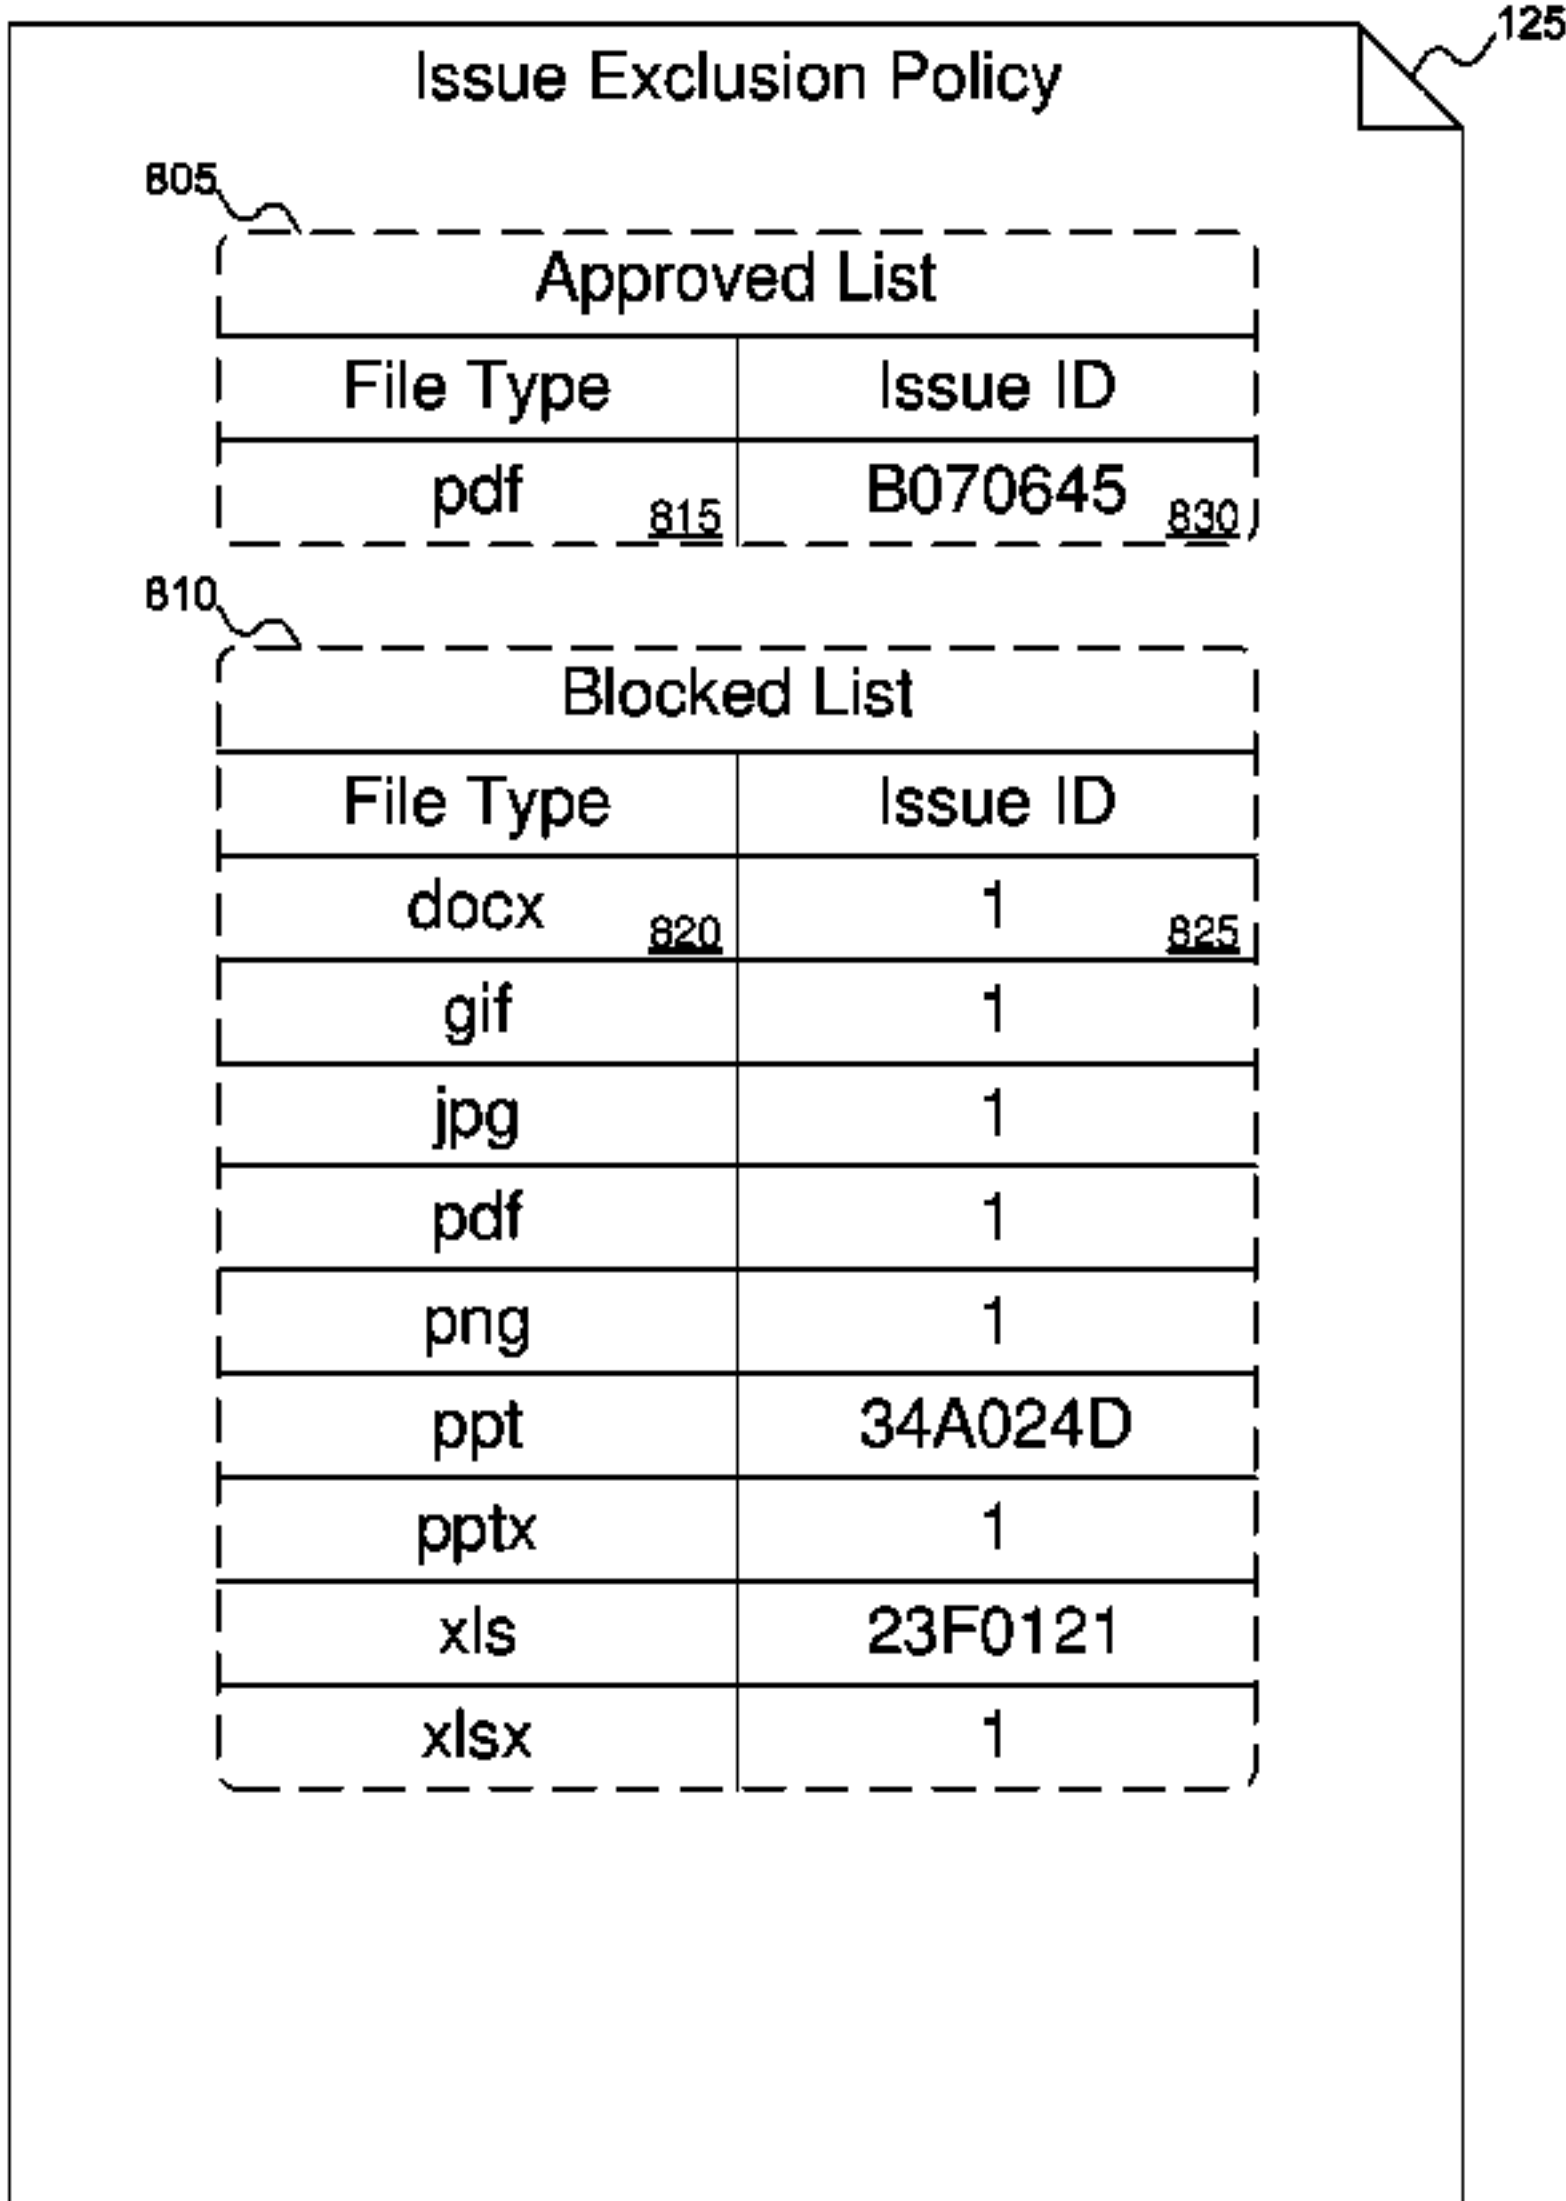 125
Issue Exclusion Policy
805
Approved List
File Type Issue ID
pdf 815 B070645 830
810
Blocked List
File Type Issue ID
docx 820 1 825
gif 1
jpg 1
pdf 1
png 1
ppt 34A024D
pptx 1
xls 23F0121
xlsx 1